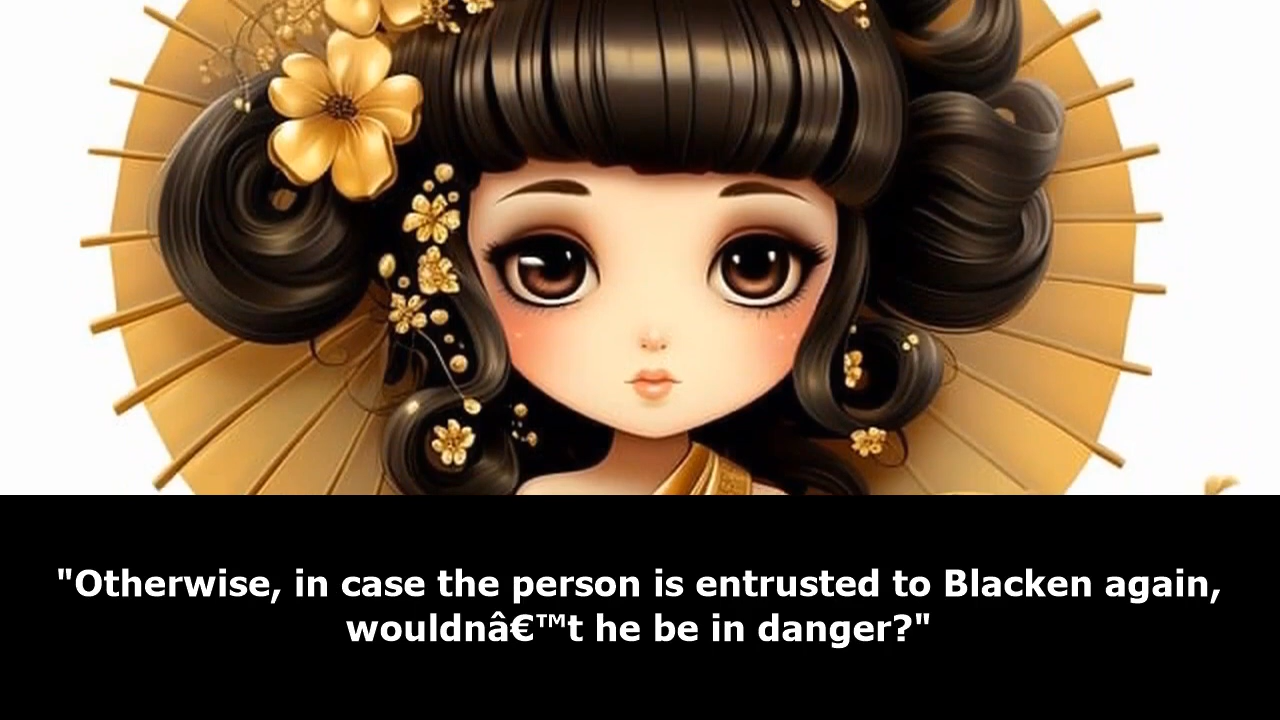 "Otherwise, in case the person is entrusted to Blacken again,
wouldnâ€™t he be in danger?"